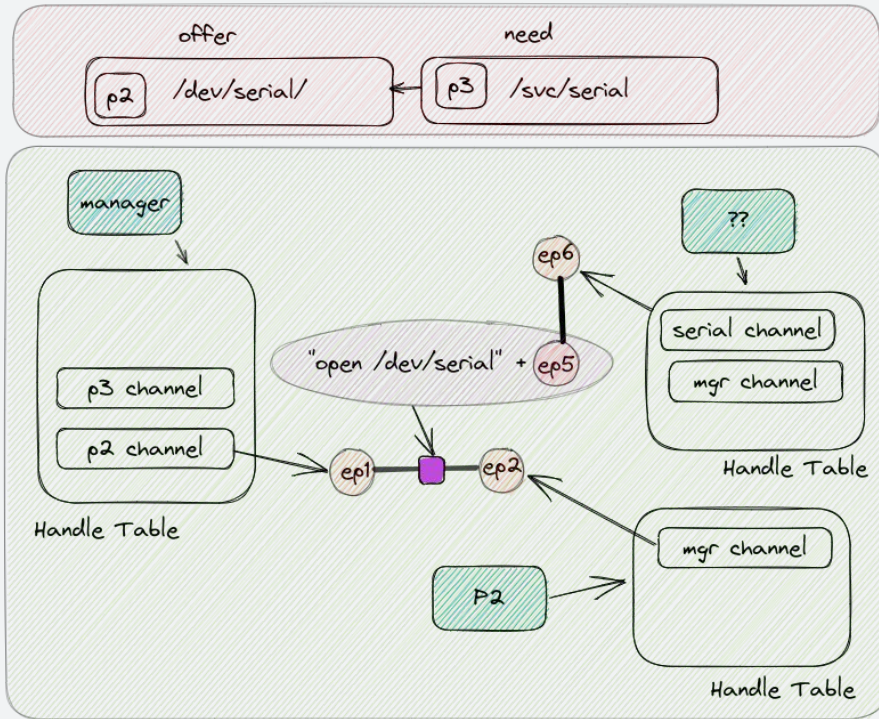 offer
need
p2
/dev/serial/
p3
/svc/serial
manager
??
ep6
serial channel
"open /dev/serial" + ep5
mgr channel
p3 channel
p2 channel
ep1
ep2
Handle Table
Handle Table
mgr channel
P2
Handle Table